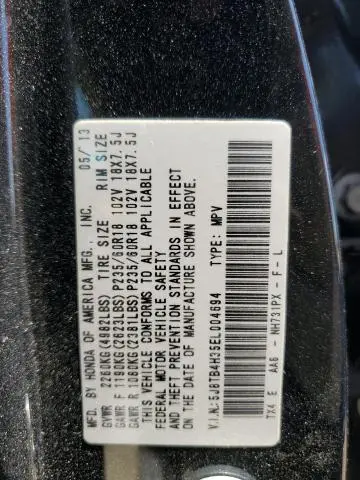 MFD. BY HONDA OF AMERICA MFG., INC. 05/ 13
GVWR 2260KG(4982LBS) TIRE SIZE RIM SIZE
GAWR F 1180KG(2623LBS)P235/60R18 102V 18X7.5J
GAWR R 1080KG(2381LBS)P235/60R18 102V 18X7.5J
THIS VEHICLE CONFORMS TO ALL APPLICABLE
FEDERAL MOTOR VEHICLE SAFETY
AND THEFT PREVENTION STANDARDS IN EFFECT
ON THE DATE OF MANUFACTURE SHOWN ABOVE.
V.I.N.:5J8TB4H35EL004694 TYPE: MPV
TX4 E AA6 - NH731PX - F - L